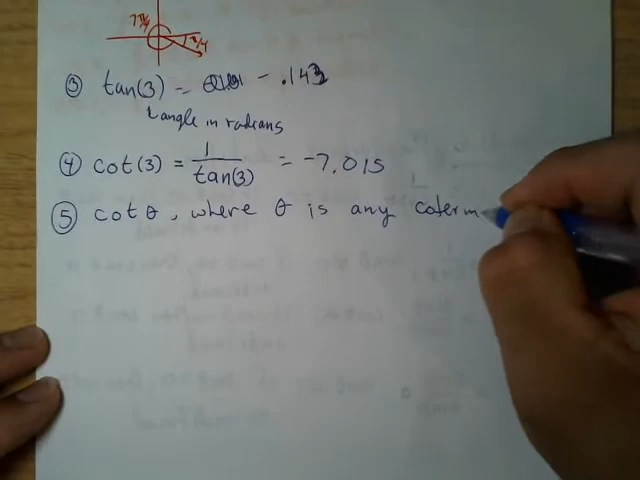 7π/4
π/4
③ tan(3) = - .143
angle in radians
④ cot(3) = 1/tan(3) = -7.015
⑤ cot θ, where θ is any coterm